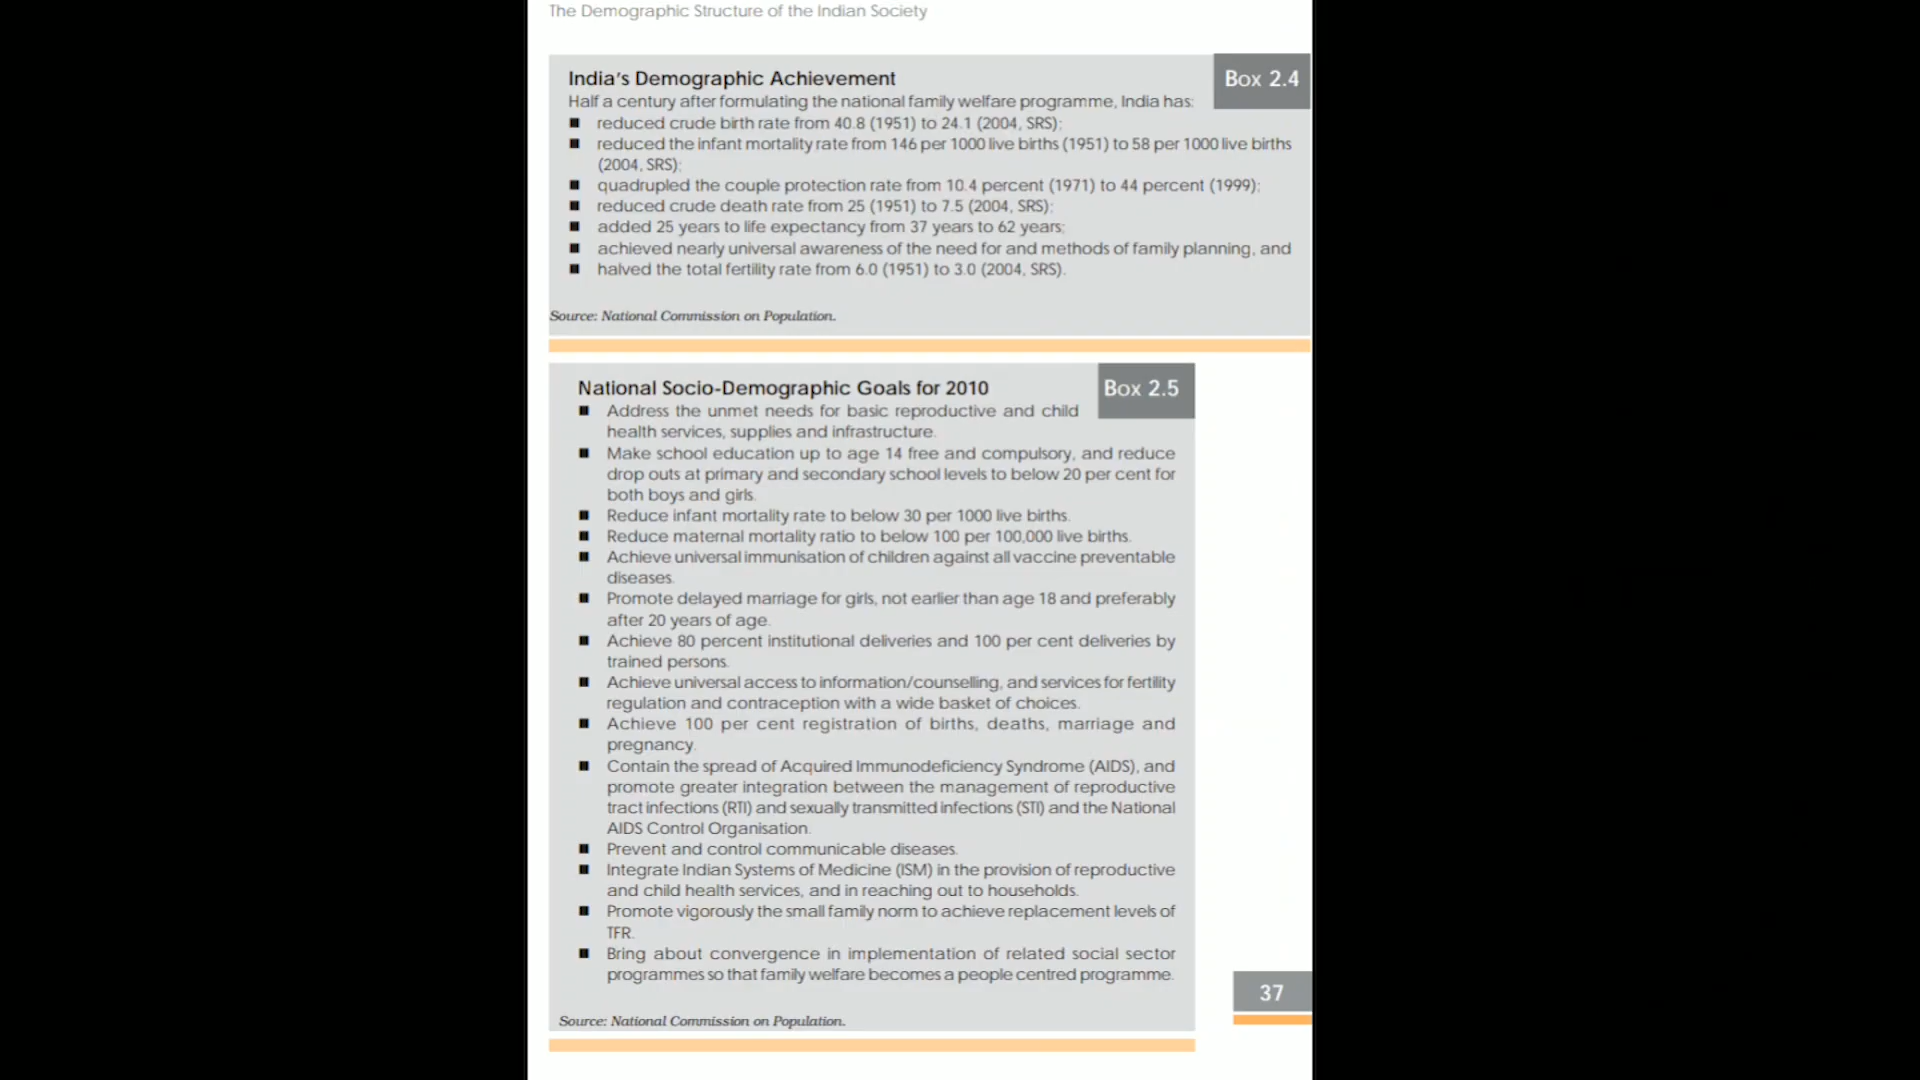 The Demographic Structure of the Indian Society
India's Demographic Achievement
Box 2.4
Half a century after formulating the national family welfare programme, India has:
reduced crude birth rate from 40.8 (1951) to 24.1 (2004, SRS);
reduced the infant mortality rate from 146 per 1000 live births (1951) to 58 per 1000 live births
(2004, SRS);
quadrupled the couple protection rate from 10.4 percent (1971) to 44 percent (1999);
reduced crude death rate from 25 (1951) to 7.5 (2004, SRS);
added 25 years to life expectancy from 37 years to 62 years;
achieved nearly universal awareness of the need for and methods of family planning, and
halved the total fertility rate from 6.0 (1951) to 3.0 (2004, SRS).
Source: National Commission on Population.
National Socio-Demographic Goals for 2010
Box 2.5
Address the unmet needs for basic reproductive and child
health services, supplies and infrastructure.
Make school education up to age 14 free and compulsory, and reduce
drop outs at primary and secondary school levels to below 20 per cent for
both boys and girls.
Reduce infant mortality rate to below 30 per 1000 live births.
Reduce maternal mortality ratio to below 100 per 100,000 live births.
Achieve universal immunisation of children against all vaccine preventable
diseases.
Promote delayed marriage for girls, not earlier than age 18 and preferably
after 20 years of age.
Achieve 80 percent institutional deliveries and 100 per cent deliveries by
trained persons.
Achieve universal access to information/counselling, and services for fertility
regulation and contraception with a wide basket of choices.
Achieve 100 per cent registration of births, deaths, marriage and
pregnancy.
Contain the spread of Acquired Immunodeficiency Syndrome (AIDS), and
promote greater integration between the management of reproductive
tract infections (RTI) and sexually transmitted infections (STI) and the National
AIDS Control Organisation.
Prevent and control communicable diseases.
Integrate Indian Systems of Medicine (ISM) in the provision of reproductive
and child health services, and in reaching out to households.
Promote vigorously the small family norm to achieve replacement levels of
TFR.
Bring about convergence in implementation of related social sector
programmes so that family welfare becomes a people centred programme.
37
Source: National Commission on Population.